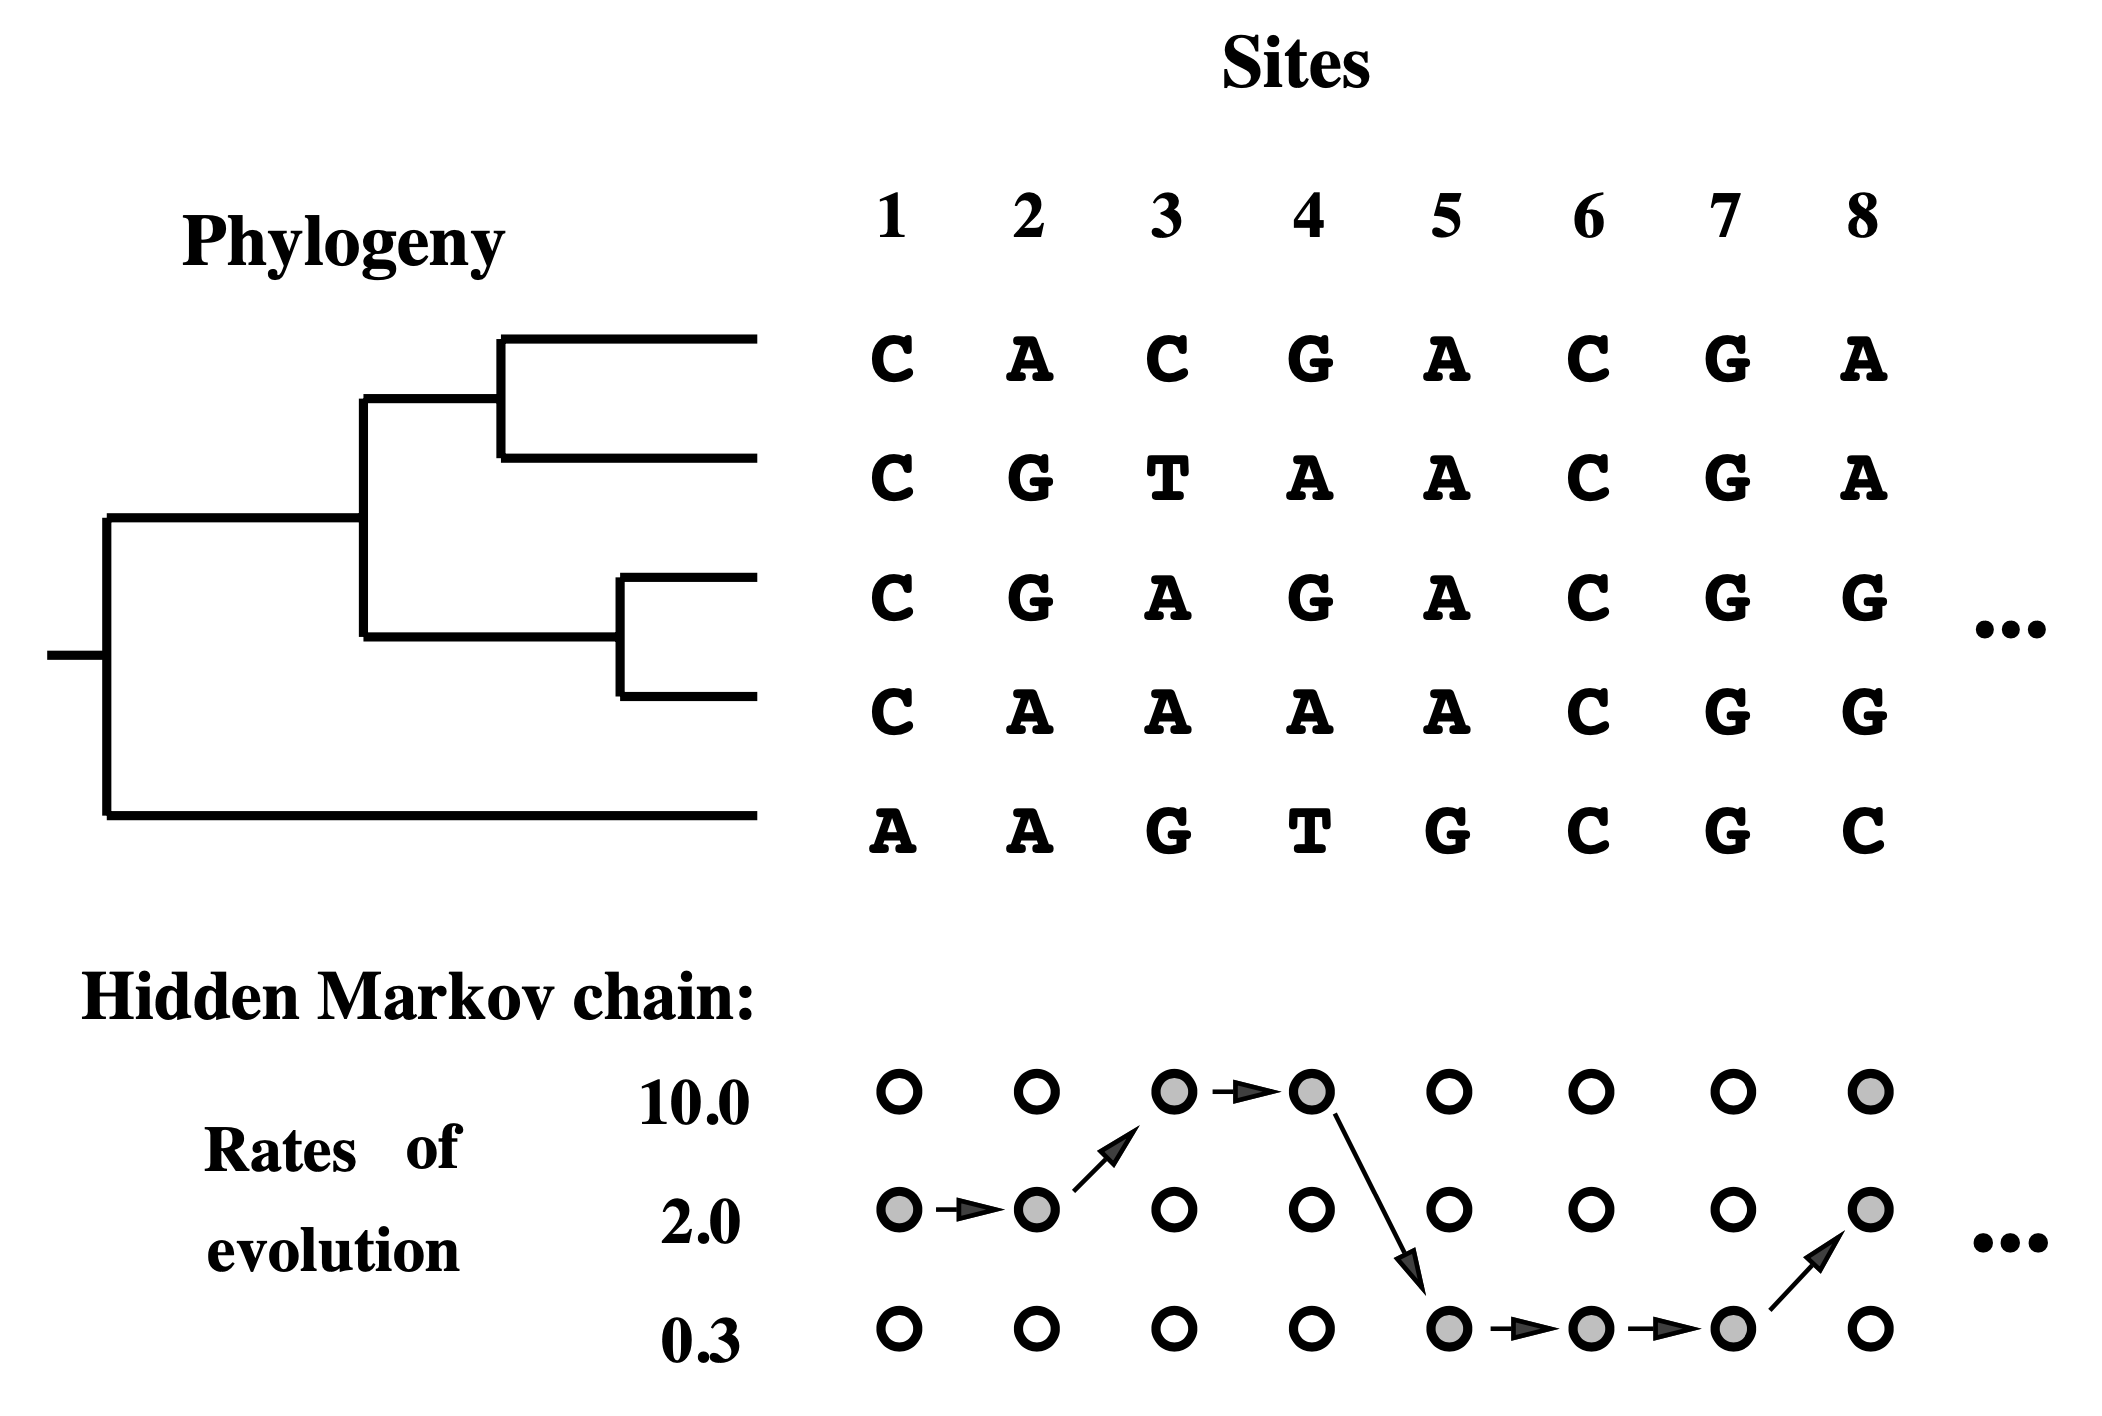 Sites
Phylogeny
1 2 3 4 5 6 7 8
C A C G A C G A
C G T A A C G A
C G A G A C G G
...
C A A A A C G G
A A G T G C G C
Hidden Markov chain:
10.0
Rates of
2.0
evolution
...
0.3